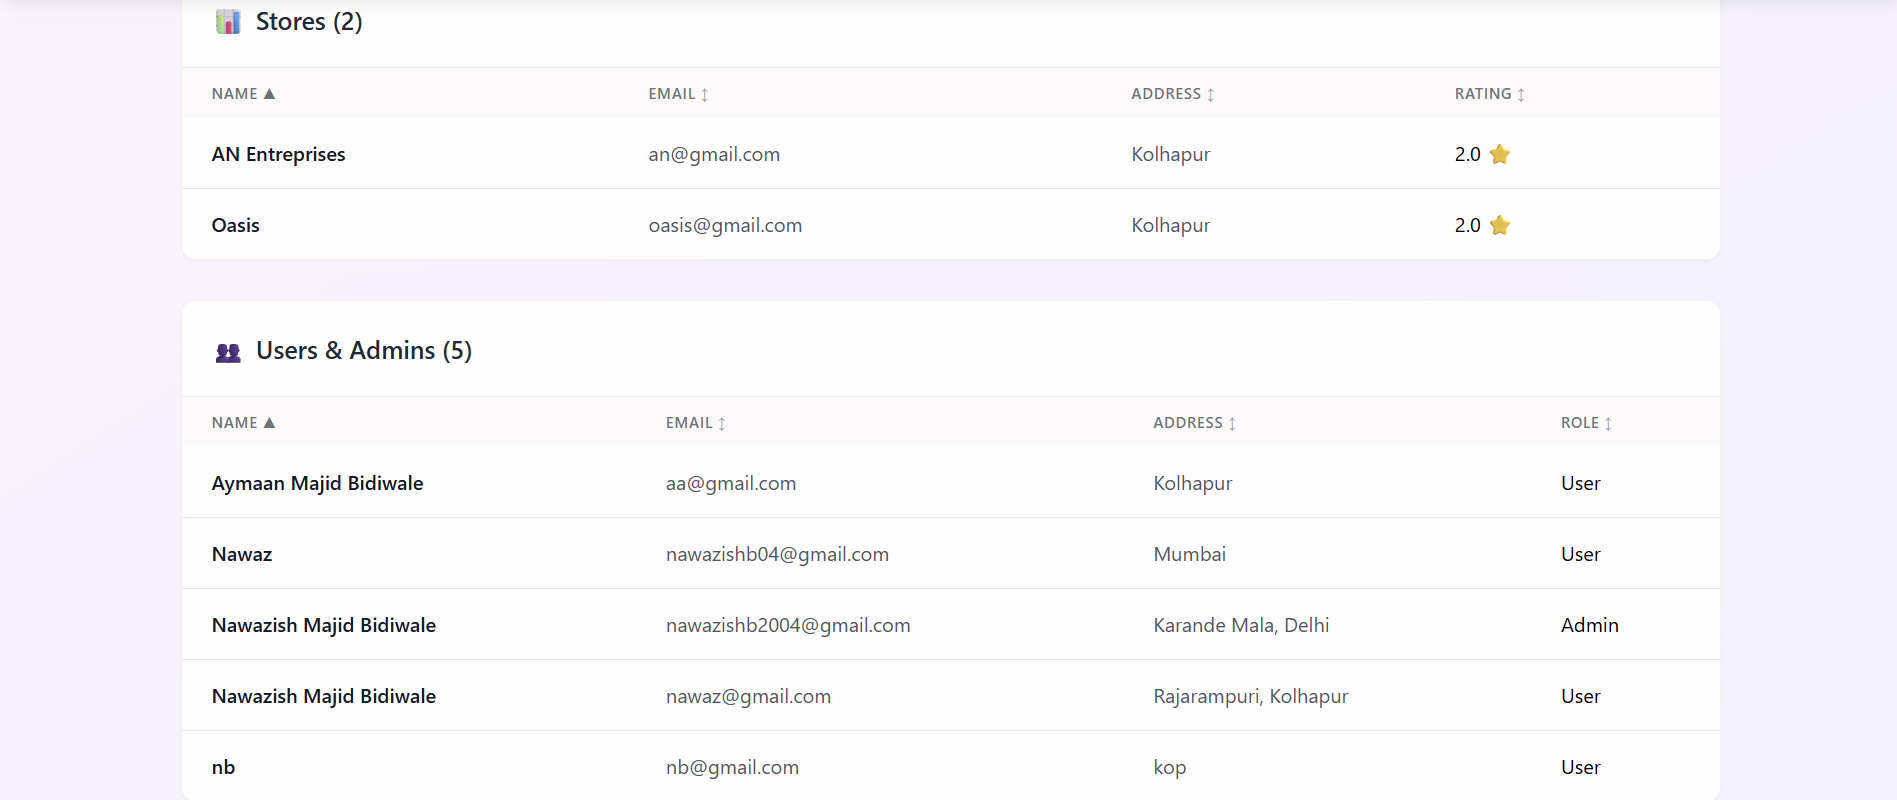 Stores (2)
NAME ▲ EMAIL ↕ ADDRESS ↕ RATING ↕
AN Entreprises an@gmail.com Kolhapur 2.0 ⭐
Oasis oasis@gmail.com Kolhapur 2.0 ⭐
Users & Admins (5)
NAME ▲ EMAIL ↕ ADDRESS ↕ ROLE ↕
Aymaan Majid Bidiwale aa@gmail.com Kolhapur User
Nawaz nawazishb04@gmail.com Mumbai User
Nawazish Majid Bidiwale nawazishb2004@gmail.com Karande Mala, Delhi Admin
Nawazish Majid Bidiwale nawaz@gmail.com Rajarampuri, Kolhapur User
nb nb@gmail.com kop User